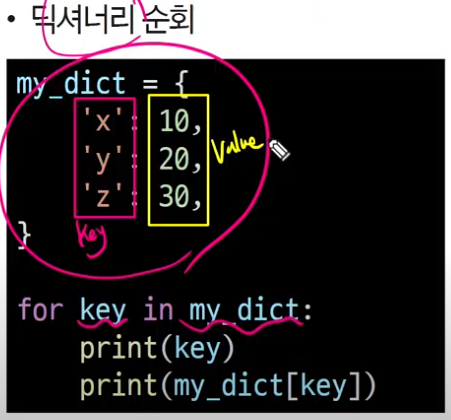 • 딕셔너리 순회
my_dict = {
'x': 10,
'y': 20, Value
'z': 30,
} key
for key in my_dict:
print(key)
print(my_dict[key])